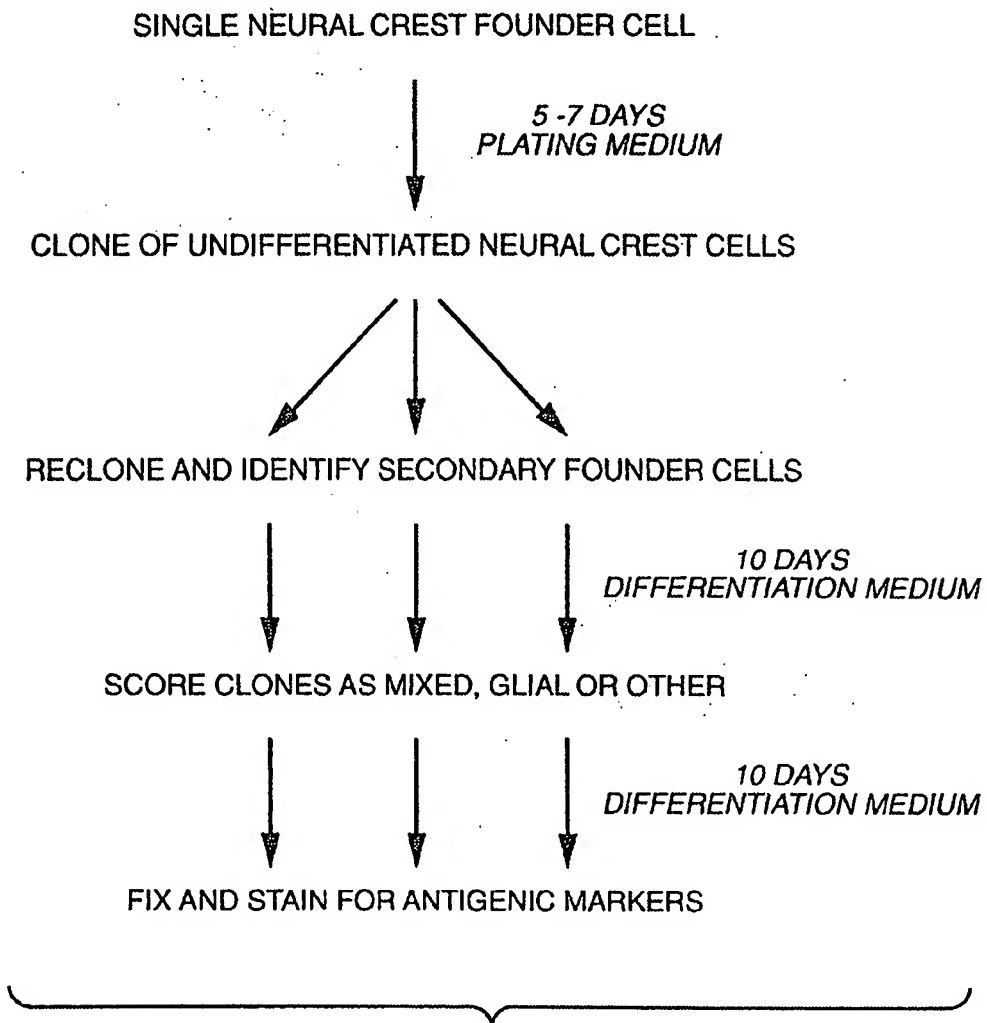 SINGLE NEURAL CREST FOUNDER CELL
5 -7 DAYS
PLATING MEDIUM
CLONE OF UNDIFFERENTIATED NEURAL CREST CELLS
RECLONE AND IDENTIFY SECONDARY FOUNDER CELLS
10 DAYS
DIFFERENTIATION MEDIUM
SCORE CLONES AS MIXED, GLIAL OR OTHER
10 DAYS
DIFFERENTIATION MEDIUM
FIX AND STAIN FOR ANTIGENIC MARKERS